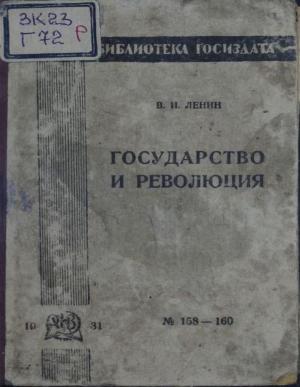 ЗК23
Г72 Р
БИБЛИОТЕКА ГОСИЗДАТА
В. И. ЛЕНИН
ГОСУДАРСТВО
И РЕВОЛЮЦИЯ
19 31
№ 158 — 160